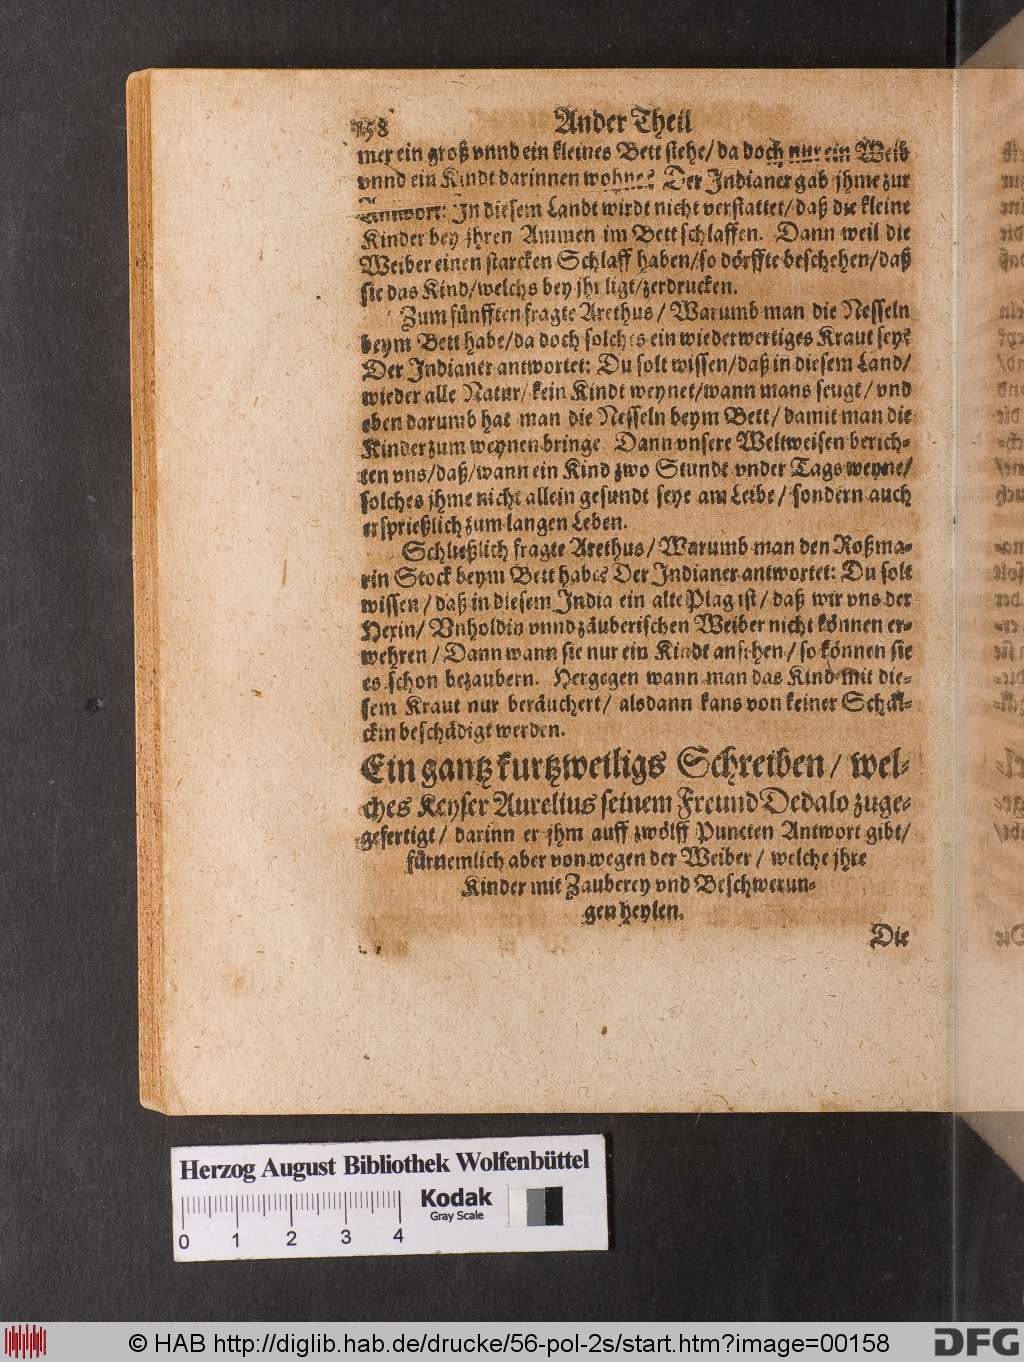 158 Ander Theil
mer ein groß vnnd ein kleines Bett stehe/ da doch nur ein Weib
vnnd ein Kindt darinnen wohne? Der Indianer gab jhme zur
Antwort: In diesem Landt wirdt nicht verstattet/ daß die kleine
Kinder bey jhren Ammen im Bett schlaffen. Dann weil die
Weiber einen starcken Schlaff haben/ so dörffte beschehen/ daß
sie das Kind/ welchs bey jhr ligt/ zerdrucken.
Zum fünfften fragte Arethus/ Warumb man die Nesseln
beym Bett habe/ da doch solches ein wiederwertiges Kraut sey?
Der Indianer antwortet: Du solt wissen/ daß in diesem Land/
wieder alle Natur/ kein Kindt weynet/ wann mans seugt/ vnd
eben darumb hat man die Nesseln beym Bett/ damit man die
Kinder zum weynen bringe. Dann vnsere Weltweisen berich-
ten vns/ daß/ wann ein Kind zwo Stundt vnder Tags weyne/
solches jhme nicht allein gesundt seye am Leibe/ sondern auch
ersprießlich zum langen Leben.
Schließlich fragte Arethus/ Warumb man den Roßma-
rin Stock beym Bett habe? Der Indianer antwortet: Du solt
wissen/ daß in diesem India ein alte Plag ist/ daß wir vns der
Hexin/ Vnholdin vnnd zäuberischen Weiber nicht können er-
wehren/ Dann wann sie nur ein Kindt ansehen/ so können sie
es schon bezaubern. Hergegen wann man das Kind mit die-
sem Kraut nur beräuchert/ alsdann kans von keiner Schäl-
ckin beschädigt werden.
Ein gantz kurtzweiligs Schreiben/ wel-
ches Keyser Aurelius seinem Freund Dedalo zuge-
gefertigt/ darinn er jhm auff zwölff Puncten Antwort gibt/
fürnemlich aber von wegen der Weiber/ welche jhre
Kinder mit Zauberey vnd Beschwerun-
gen heylen.
Die
Herzog August Bibliothek Wolfenbüttel
Kodak
Gray Scale
0 1 2 3 4
© HAB http://diglib.hab.de/drucke/56-pol-2s/start.htm?image=00158 DFG